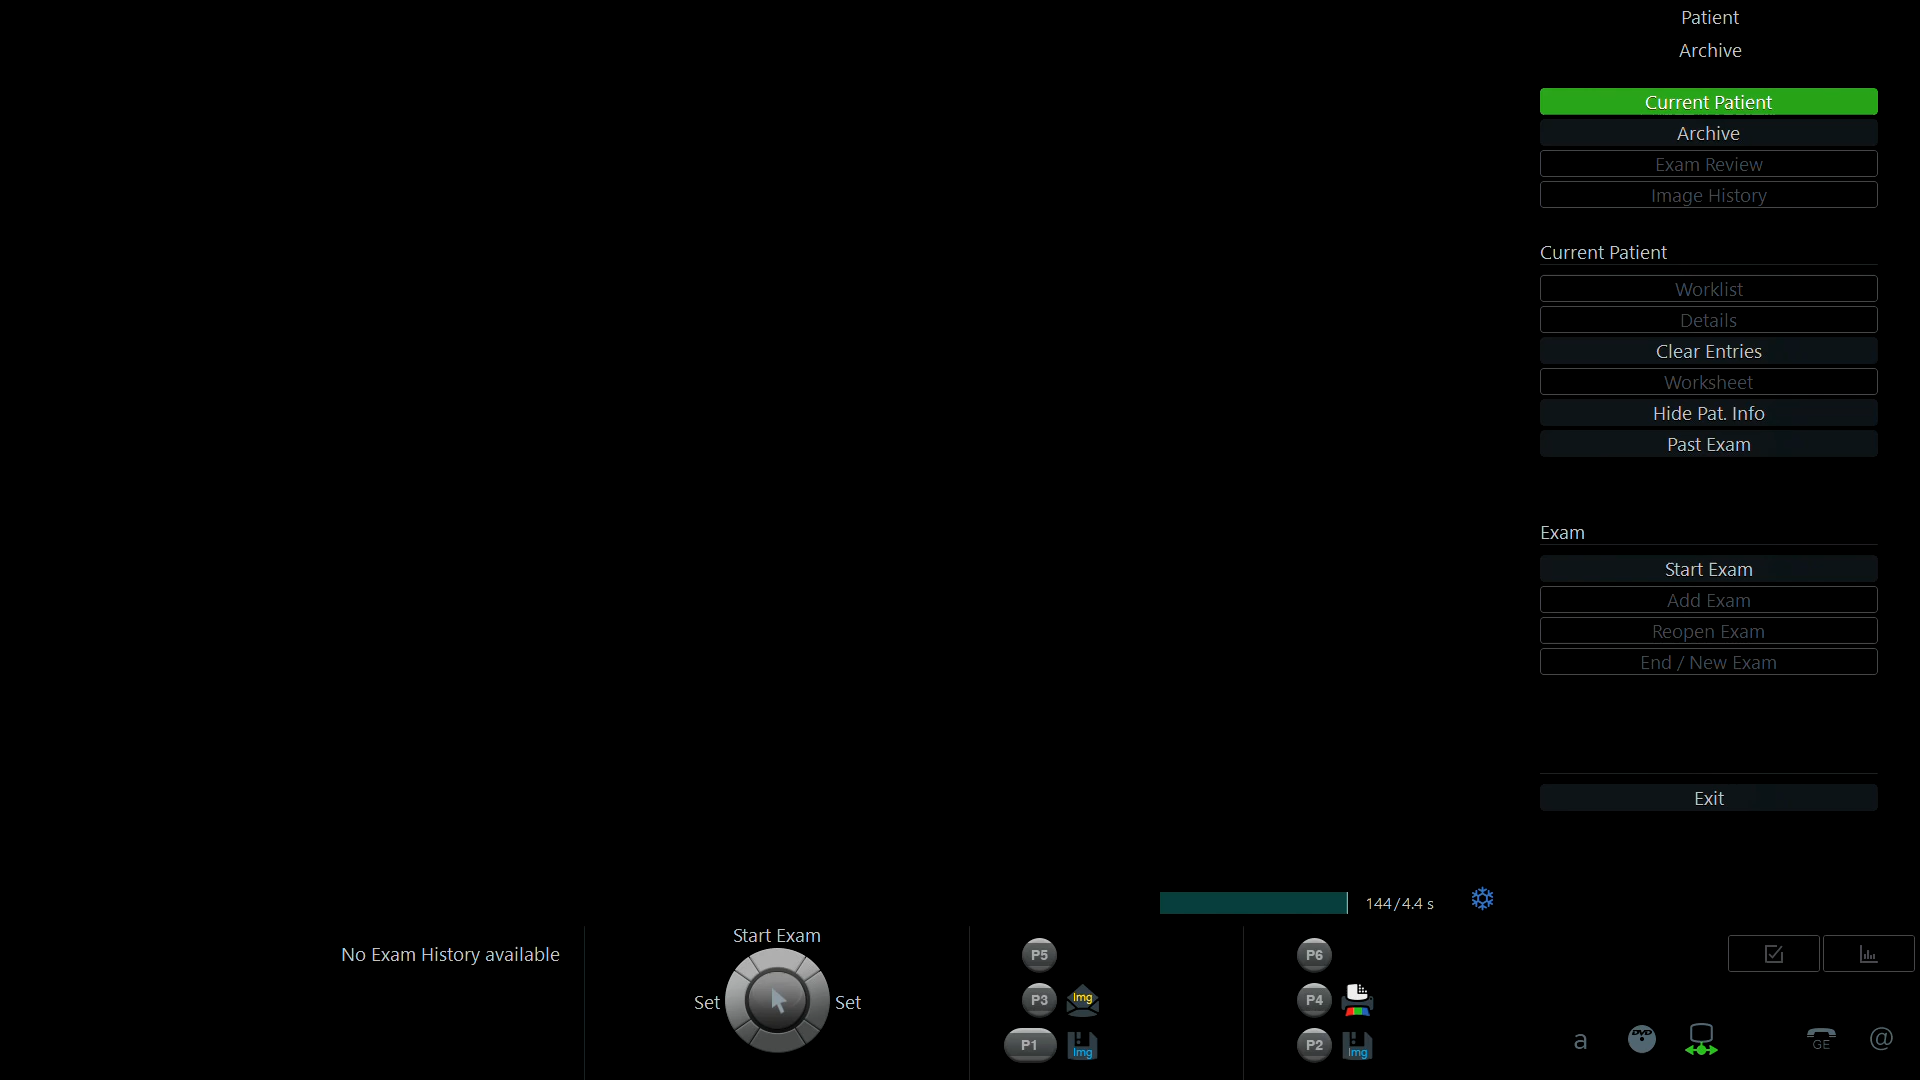 Patient
Archive
Current Patient
Archive
Exam Review
Image History
Current Patient
Worklist
Details
Clear Entries
Worksheet
Hide Pat. Info
Past Exam
Exam
Start Exam
Add Exam
Reopen Exam
End / New Exam
Exit
144/4.4 s
No Exam History available
Start Exam
Set
Set
P5
P3
Img
P1
Img
P6
P4
P2
Img
a
DVD
GE
@